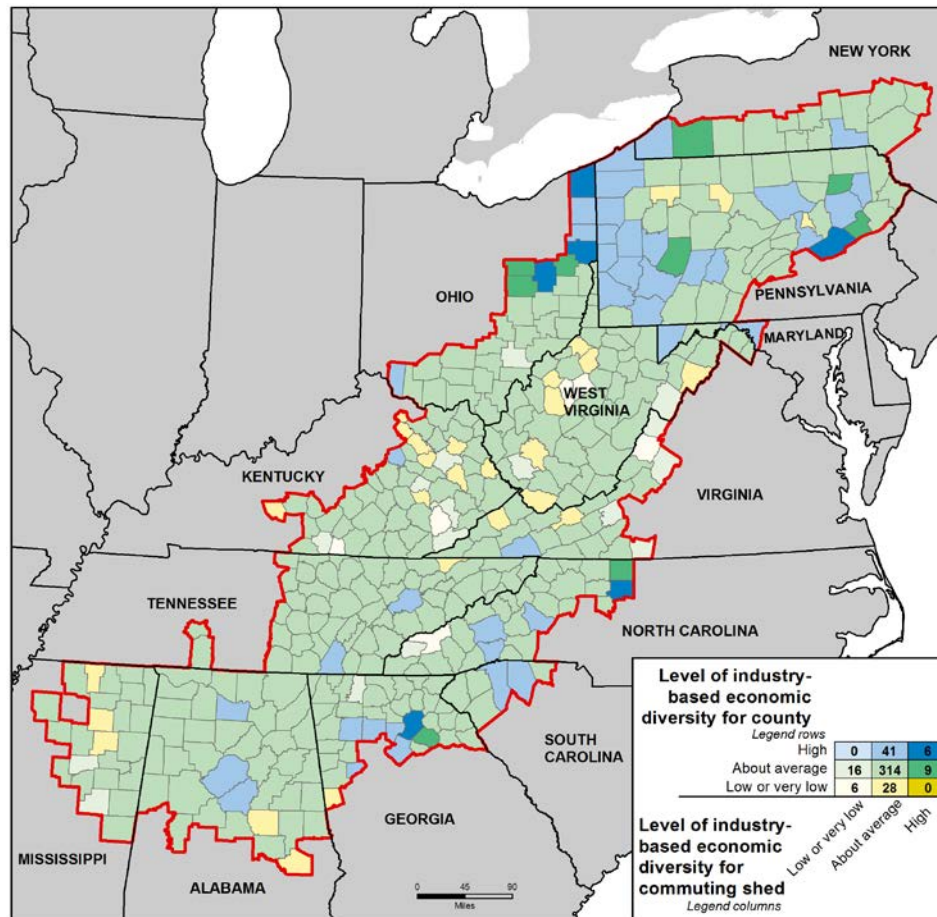 NEW YORK
OHIO
PENNSYLVANIA
MARYLAND
WEST
VIRGINIA
KENTUCKY
VIRGINIA
TENNESSEE
NORTH CAROLINA
SOUTH
CAROLINA
GEORGIA
MISSISSIPPI
ALABAMA
0 45 90
Miles
Level of industry-
based economic
diversity for county
Legend rows
High 0 41 6
About average 16 314 9
Low or very low 6 28 0
Low or very low
About average
High
Level of industry-
based economic
diversity for
commuting shed
Legend columns